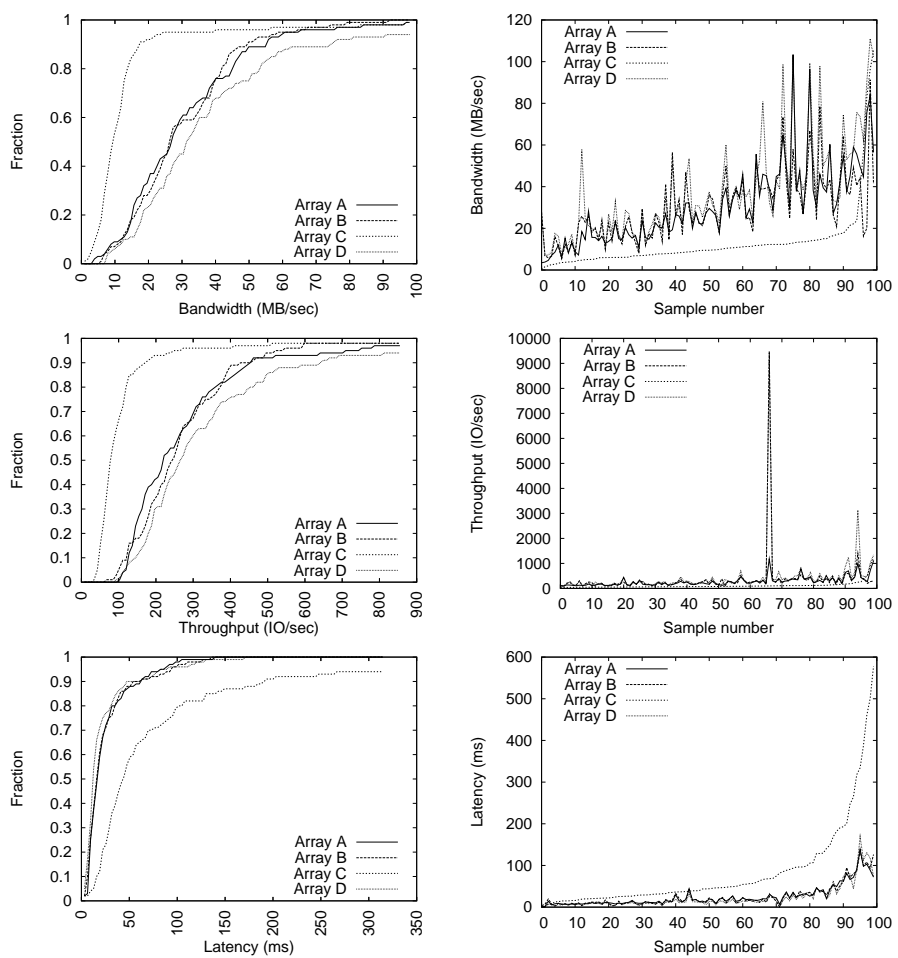 1
0.8
0.6
0.4
0.2
0
Fraction
0 10 20 30 40 50 60 70 80 90 100
Bandwidth (MB/sec)
Array A
Array B
Array C
Array D
120
100
80
60
40
20
0
Bandwidth (MB/sec)
0 10 20 30 40 50 60 70 80 90 100
Sample number
Array A
Array B
Array C
Array D
1
0.9
0.8
0.7
0.6
0.5
0.4
0.3
0.2
0.1
0
Fraction
0 100 200 300 400 500 600 700 800 900
Throughput (IO/sec)
Array A
Array B
Array C
Array D
10000
9000
8000
7000
6000
5000
4000
3000
2000
1000
0
Throughput (IO/sec)
0 10 20 30 40 50 60 70 80 90 100
Sample number
Array A
Array B
Array C
Array D
1
0.9
0.8
0.7
0.6
0.5
0.4
0.3
0.2
0.1
0
Fraction
0 50 100 150 200 250 300 350
Latency (ms)
Array A
Array B
Array C
Array D
600
500
400
300
200
100
0
Latency (ms)
0 10 20 30 40 50 60 70 80 90 100
Sample number
Array A
Array B
Array C
Array D